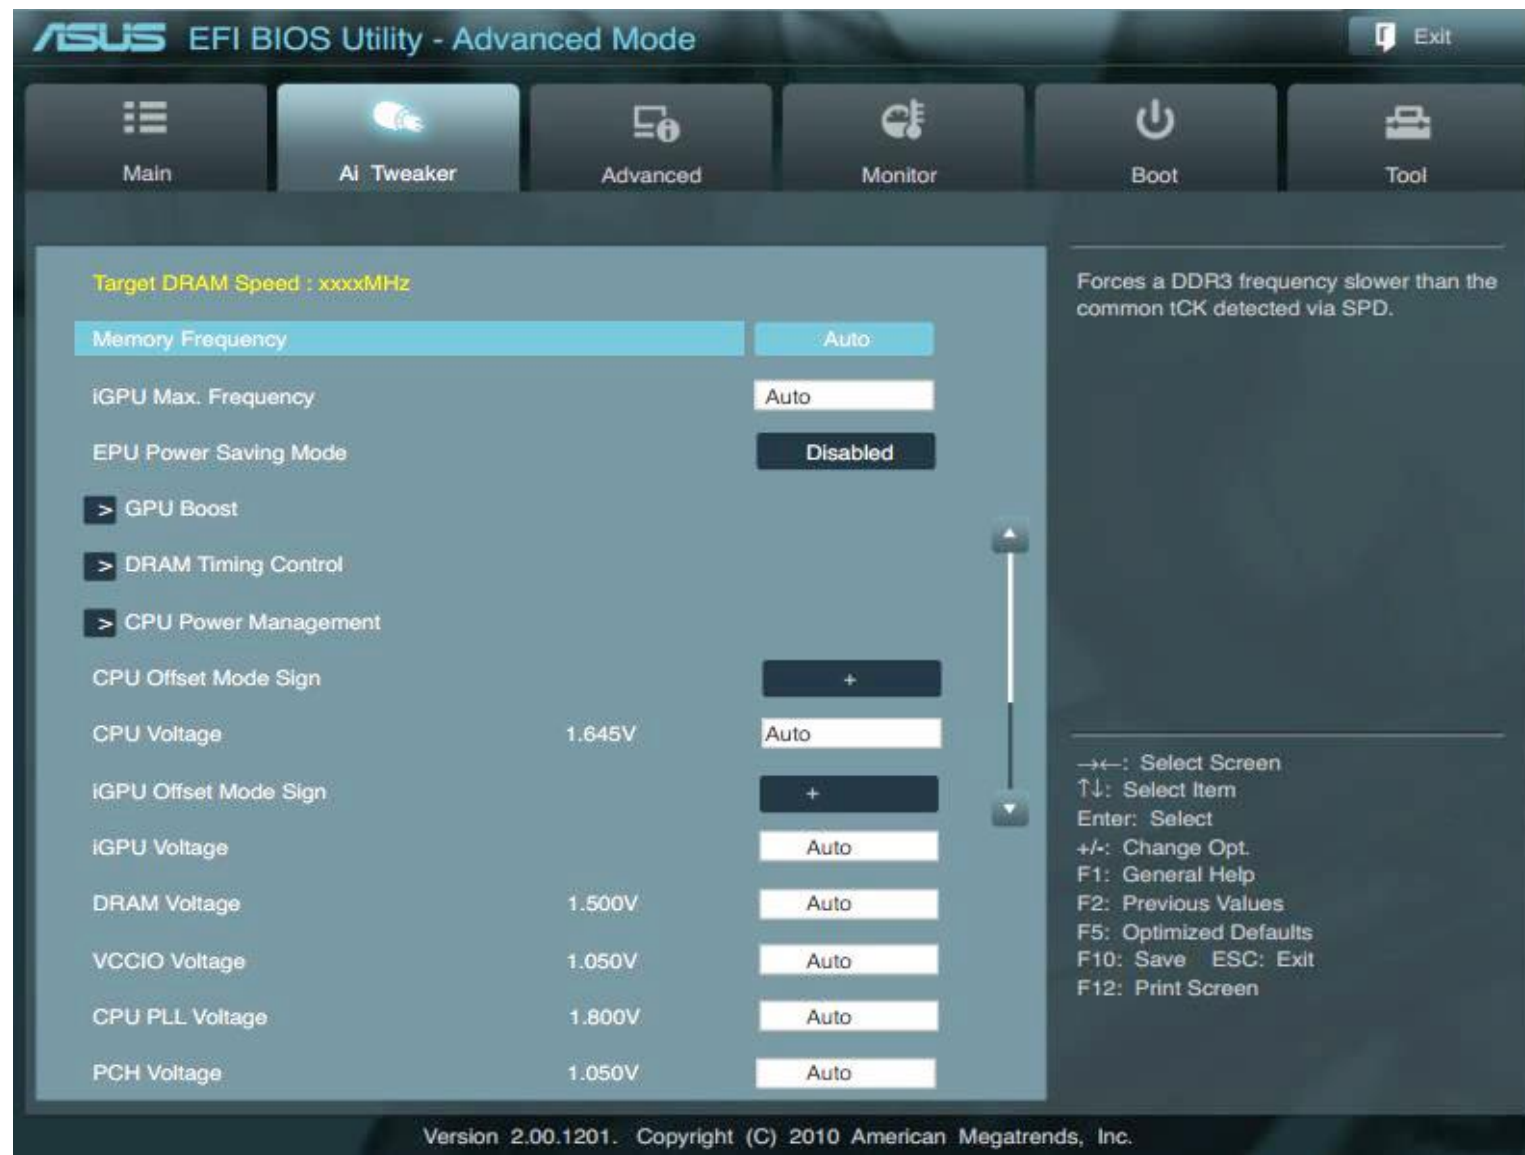 ASUS EFI BIOS Utility - Advanced Mode
Exit
Main
Ai Tweaker
Advanced
Monitor
Boot
Tool
Target DRAM Speed : xxxxMHz
Memory Frequency Auto
iGPU Max. Frequency Auto
EPU Power Saving Mode Disabled
> GPU Boost
> DRAM Timing Control
> CPU Power Management
CPU Offset Mode Sign +
CPU Voltage 1.645V Auto
iGPU Offset Mode Sign +
iGPU Voltage Auto
DRAM Voltage 1.500V Auto
VCCIO Voltage 1.050V Auto
CPU PLL Voltage 1.800V Auto
PCH Voltage 1.050V Auto
Forces a DDR3 frequency slower than the
common tCK detected via SPD.
→←: Select Screen
↑↓: Select Item
Enter: Select
+/-: Change Opt.
F1: General Help
F2: Previous Values
F5: Optimized Defaults
F10: Save ESC: Exit
F12: Print Screen
Version 2.00.1201. Copyright (C) 2010 American Megatrends, Inc.